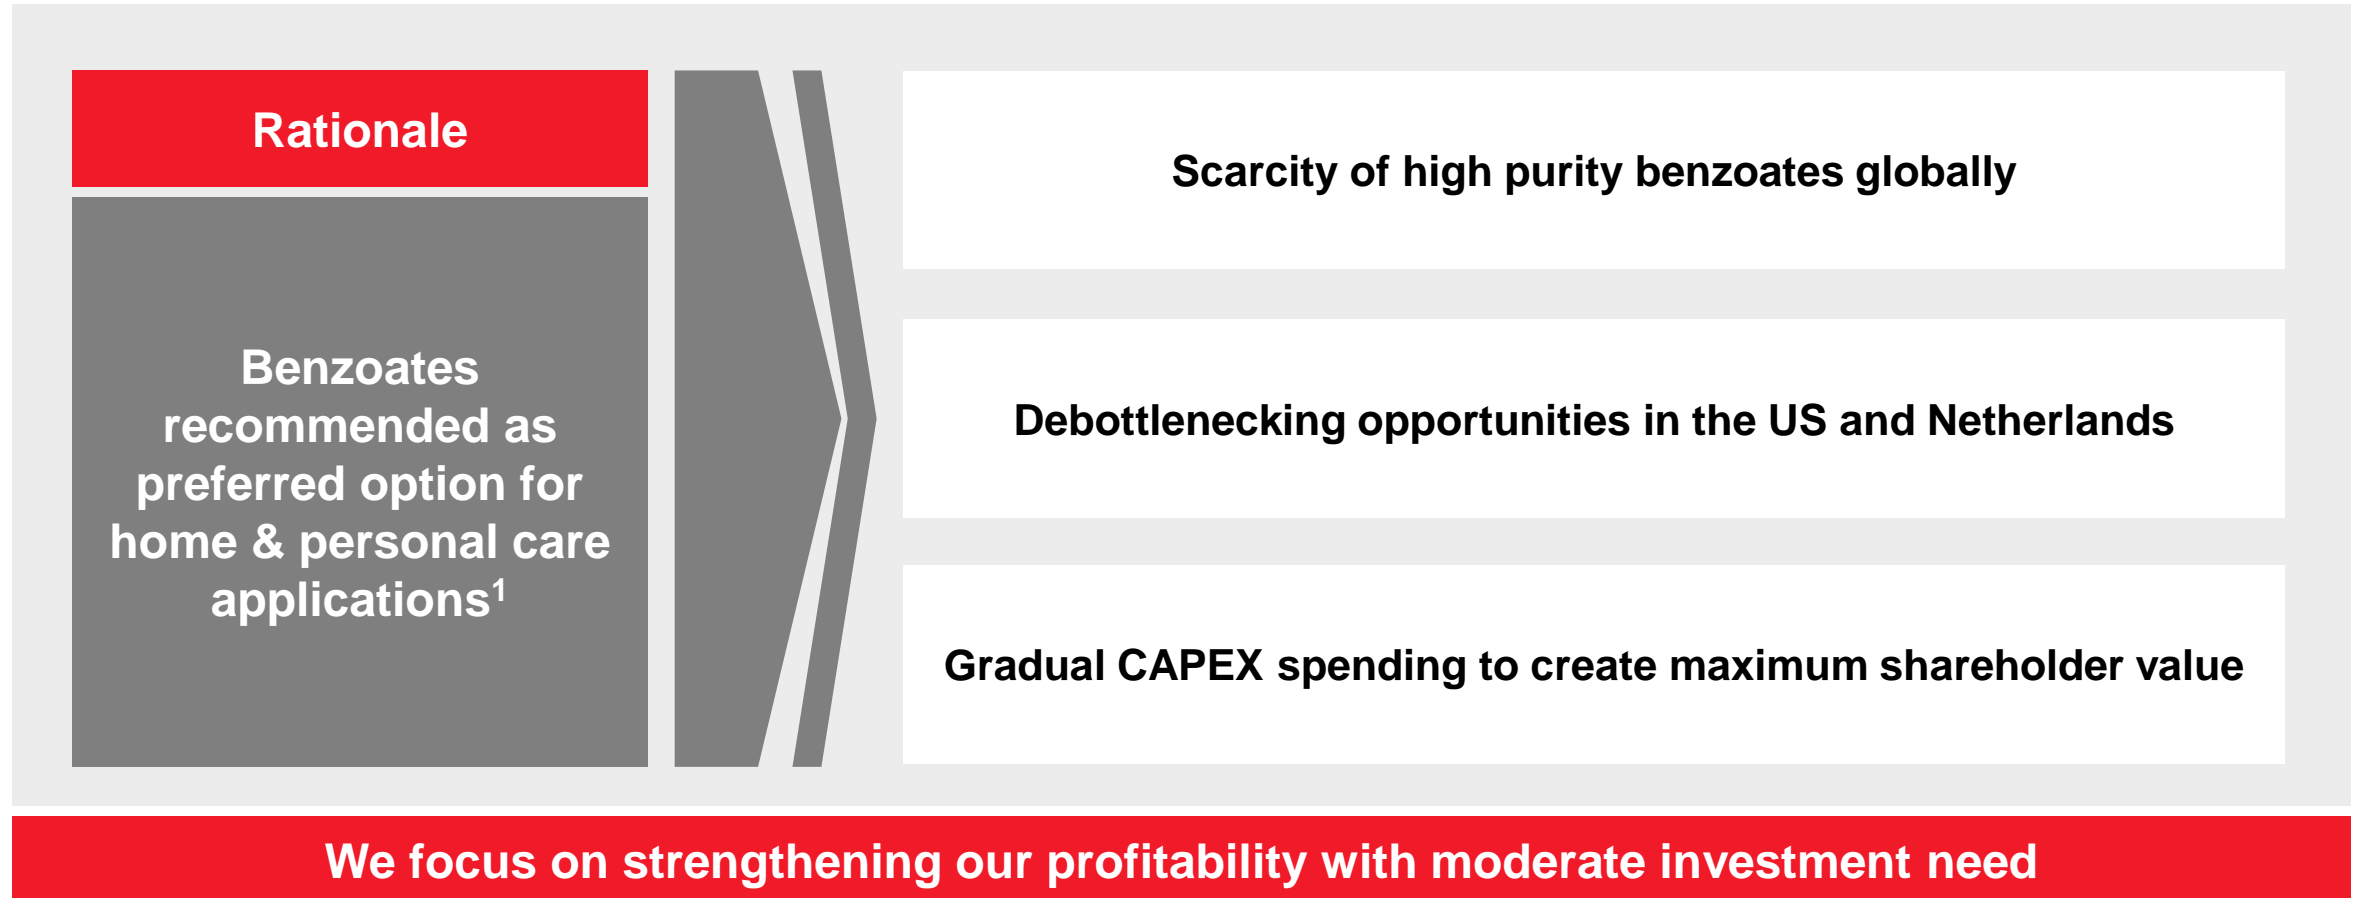 Rationale
Benzoates
recommended as
preferred option for
home & personal care
applications¹
Scarcity of high purity benzoates globally
Debottlenecking opportunities in the US and Netherlands
Gradual CAPEX spending to create maximum shareholder value
We focus on strengthening our profitability with moderate investment need